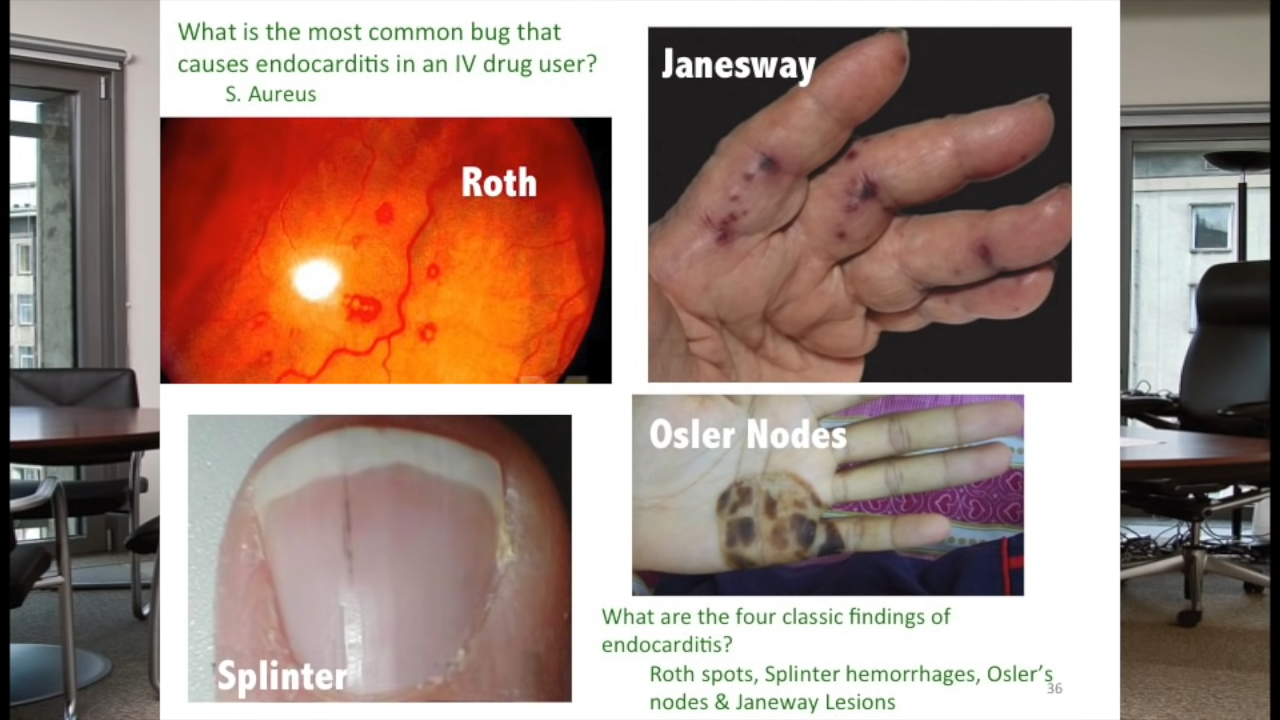 What is the most common bug that
causes endocarditis in an IV drug user?
S. Aureus
Janesway
Roth
Osler Nodes
Splinter
What are the four classic findings of
endocarditis?
Roth spots, Splinter hemorrhages, Osler's
nodes & Janeway Lesions
36